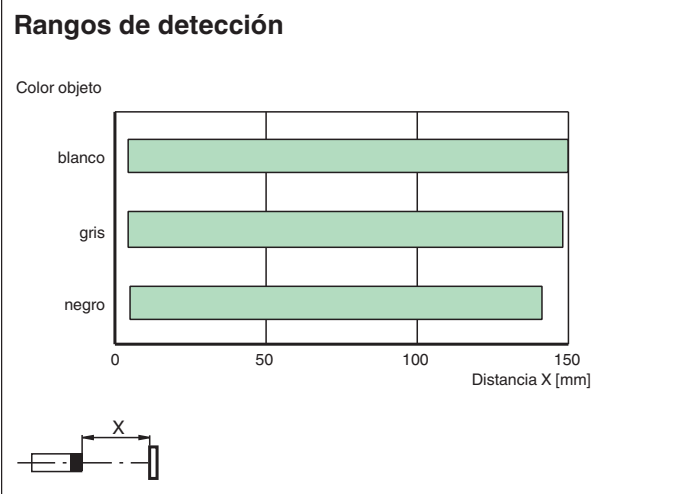 Rangos de detección
Color objeto
blanco
gris
negro
0 50 100 150
Distancia X [mm]
X